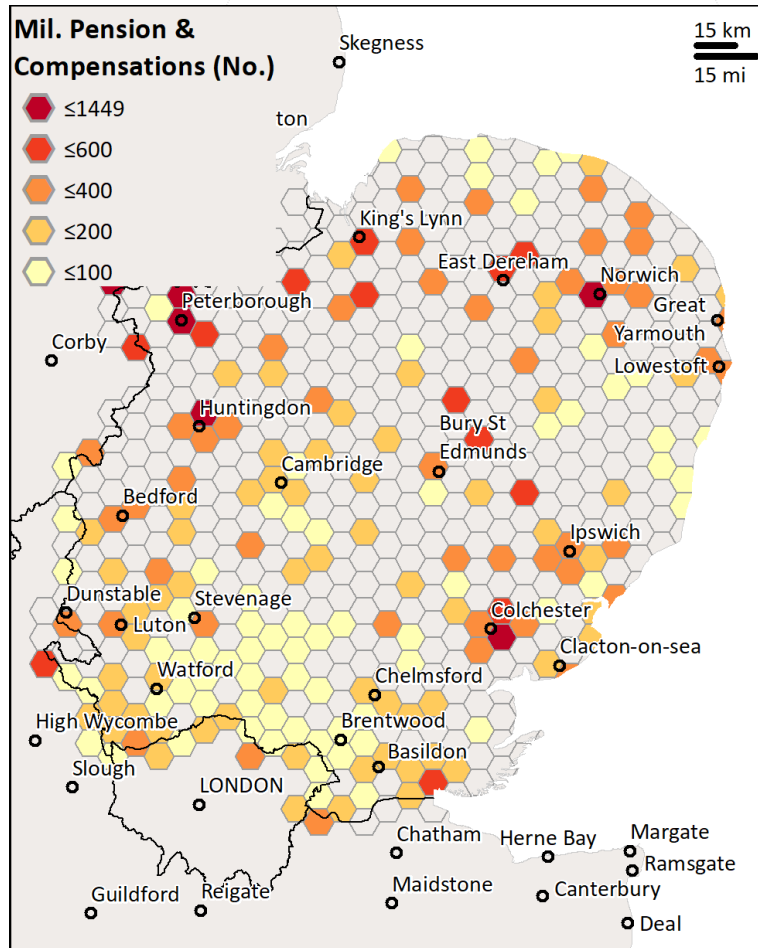 Mil. Pension &
Compensations (No.)
≤1449
≤600
≤400
≤200
≤100
15 km
15 mi
Skegness
ton
King's Lynn
East Dereham
Norwich
Great
Yarmouth
Lowestoft
Peterborough
Corby
Huntingdon
Bury St
Edmunds
Cambridge
Bedford
Ipswich
Dunstable
Stevenage
Luton
Colchester
Clacton-on-sea
Watford
Chelmsford
High Wycombe
Brentwood
Basildon
Slough
LONDON
Chatham
Herne Bay
Margate
Ramsgate
Maidstone
Canterbury
Guildford
Reigate
Deal